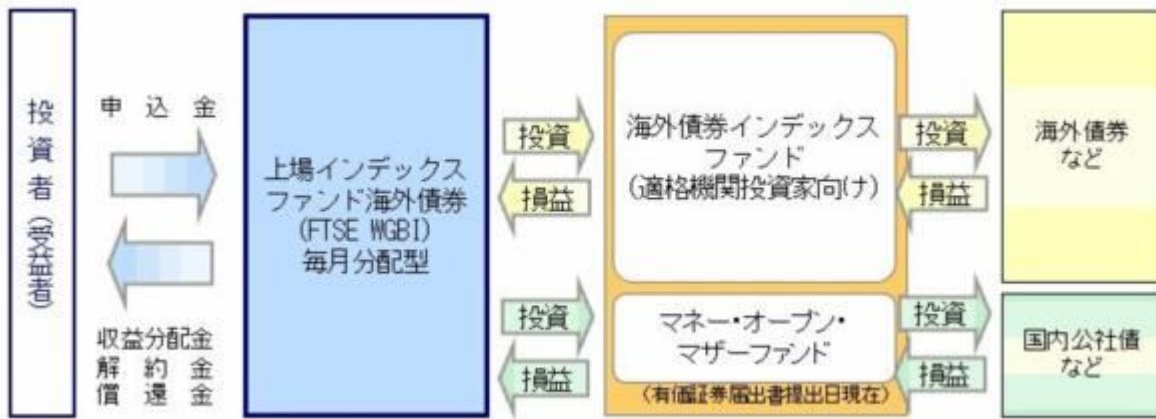 投資者(受益者)
申込金
収益分配金
解約金
償還金
上場インデックス
ファンド海外債券
(FTSE WGBI)
毎月分配型
投資
損益
投資
損益
海外債券インデックス
ファンド
(適格機関投資家向け)
マネー・オープン・
マザーファンド
(有価証券届出書提出日現在)
投資
損益
投資
損益
海外債券
など
国内公社債
など